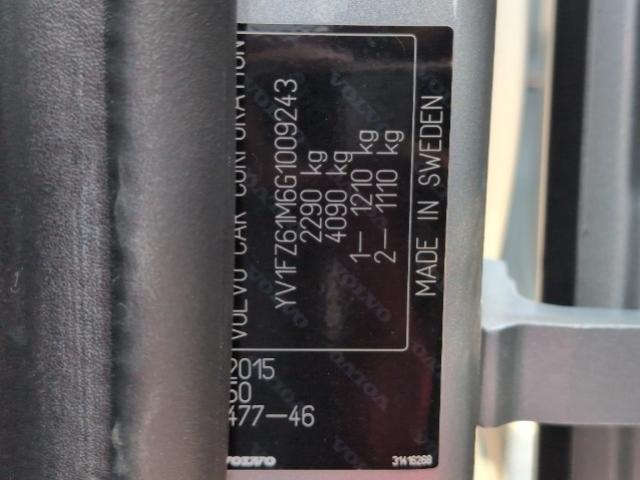 VOLVO CAR CORPORATION
YV1FZ61M6G1009243
2290 kg
4090 kg
1– 1210 kg
2– 1110 kg
MADE IN SWEDEN
2015
50
477–46
VOLVO
31416268